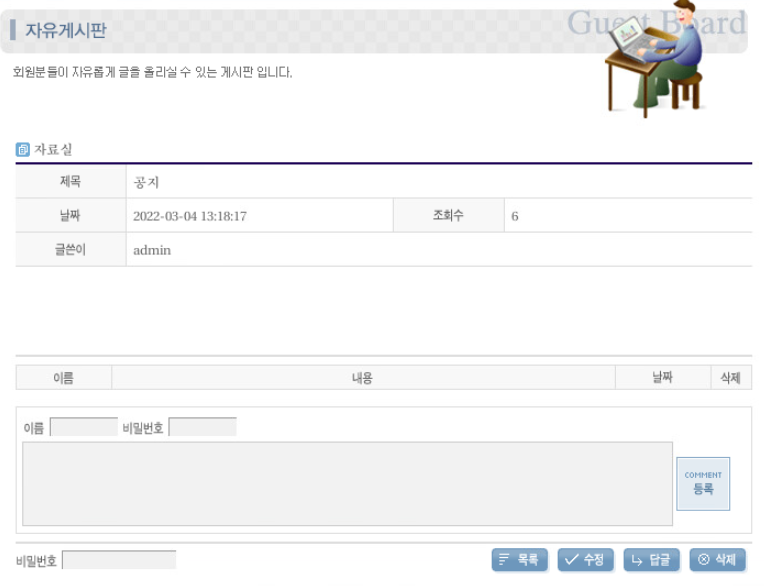 자유게시판
Guest Board
회원분들이 자유롭게 글을 올리실 수 있는 게시판 입니다.
자료실
제목 공지
날짜 2022-03-04 13:18:17 조회수 6
글쓴이 admin
이름 내용 날짜 삭제
이름 비밀번호
COMMENT
등록
비밀번호 목록 수정 답글 삭제